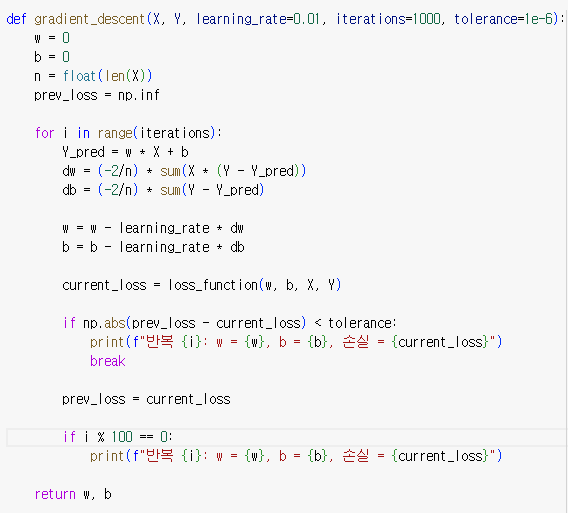 def gradient_descent(X, Y, learning_rate=0.01, iterations=1000, tolerance=1e-6):
    w = 0
    b = 0
    n = float(len(X))
    prev_loss = np.inf

    for i in range(iterations):
        Y_pred = w * X + b
        dw = (-2/n) * sum(X * (Y - Y_pred))
        db = (-2/n) * sum(Y - Y_pred)

        w = w - learning_rate * dw
        b = b - learning_rate * db

        current_loss = loss_function(w, b, X, Y)

        if np.abs(prev_loss - current_loss) < tolerance:
            print(f"반복 {i}: w = {w}, b = {b}, 손실 = {current_loss}")
            break

        prev_loss = current_loss

        if i % 100 == 0:
            print(f"반복 {i}: w = {w}, b = {b}, 손실 = {current_loss}")

    return w, b